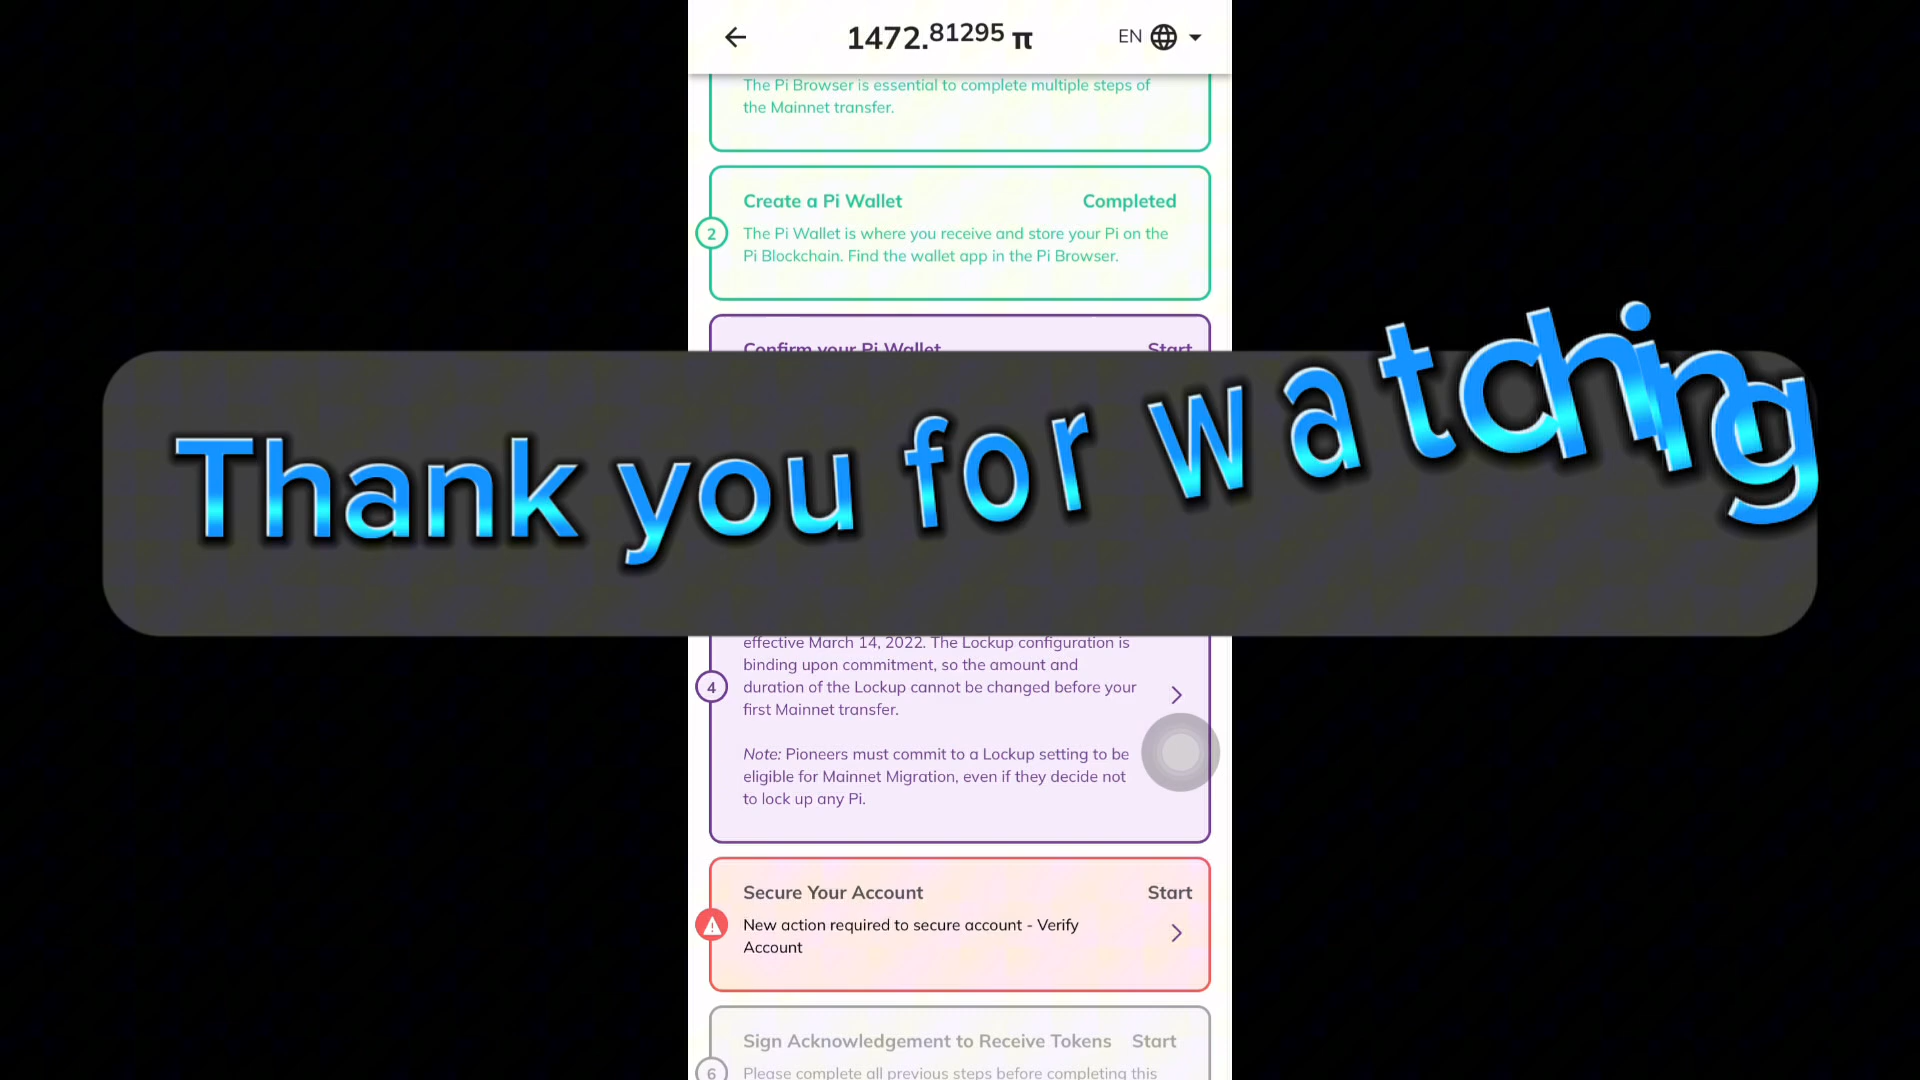 1472.81295 π
EN
The Pi Browser is essential to complete multiple steps of
the Mainnet transfer.
Create a Pi Wallet Completed
2
The Pi Wallet is where you receive and store your Pi on the
Pi Blockchain. Find the wallet app in the Pi Browser.
Confirm your Pi Wallet Start
Thank you for Watching
effective March 14, 2022. The Lockup configuration is
binding upon commitment, so the amount and
4
duration of the Lockup cannot be changed before your
first Mainnet transfer.
Note: Pioneers must commit to a Lockup setting to be
eligible for Mainnet Migration, even if they decide not
to lock up any Pi.
Secure Your Account Start
New action required to secure account - Verify
Account
Sign Acknowledgement to Receive Tokens Start
6
Please complete all previous steps before completing this